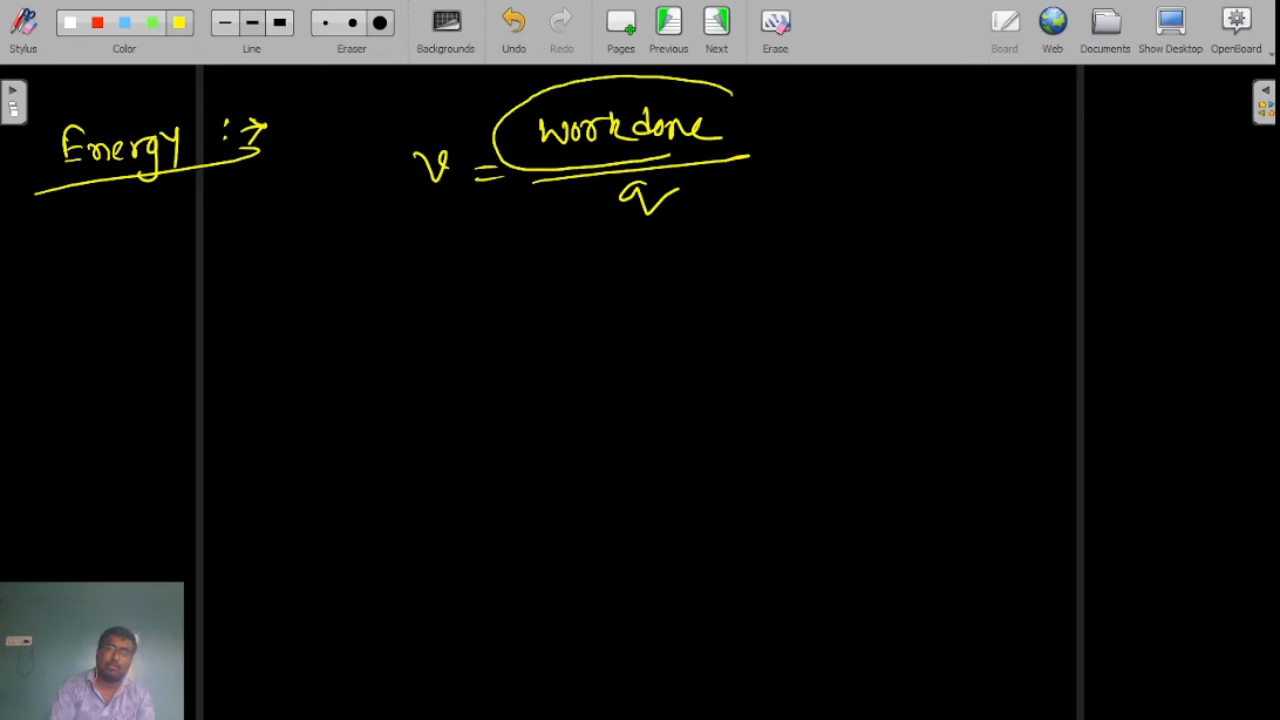 Stylus Color Line Eraser Backgrounds Undo Redo Pages Previous Next Erase Board Web Documents Show Desktop OpenBoard
Energy :→
V = workdone / q